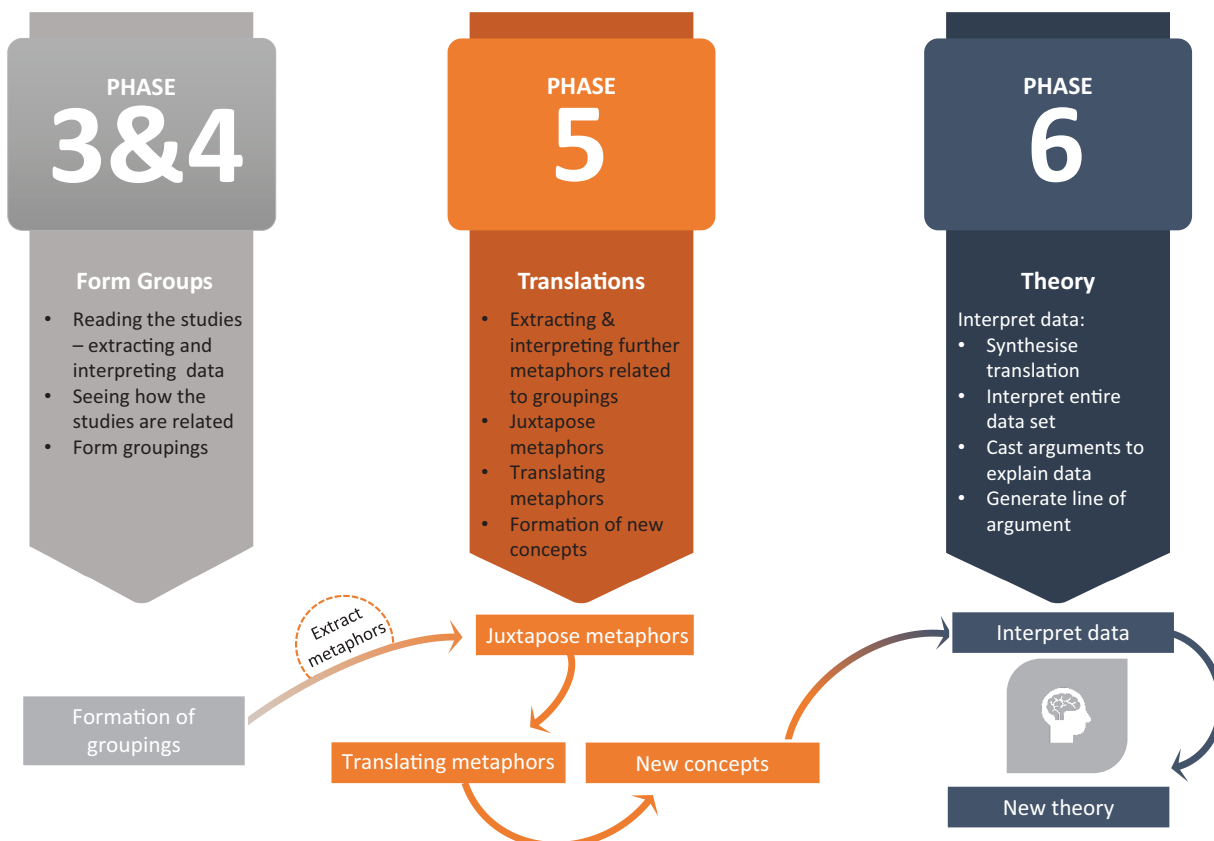 PHASE
3&4
Form Groups
• Reading the studies
– extracting and
interpreting data
• Seeing how the
studies are related
• Form groupings
PHASE
5
Translations
• Extracting &
interpreting further
metaphors related
to groupings
• Juxtapose
metaphors
• Translating
metaphors
• Formation of new
concepts
PHASE
6
Theory
Interpret data:
• Synthesise
translation
• Interpret entire
data set
• Cast arguments to
explain data
• Generate line of
argument
Formation of
groupings
Extract
metaphors
Juxtapose metaphors
Translating metaphors
New concepts
Interpret data
New theory